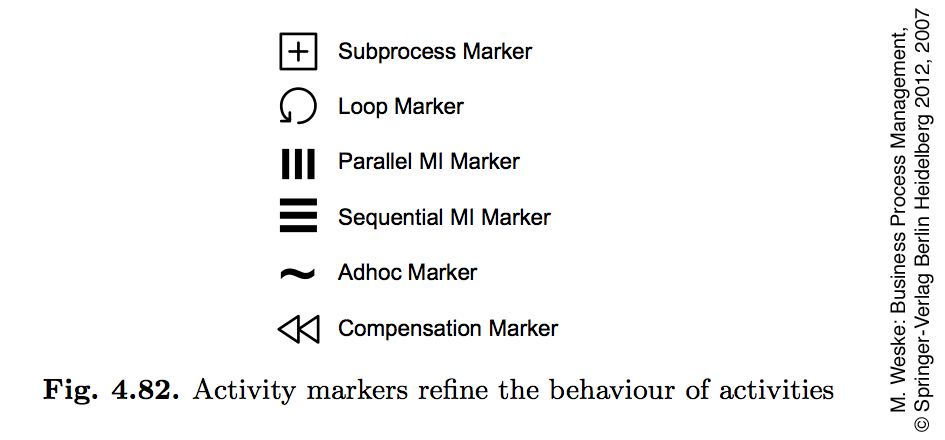 Subprocess Marker
Loop Marker
Parallel MI Marker
Sequential MI Marker
Adhoc Marker
Compensation Marker
Fig. 4.82. Activity markers refine the behaviour of activities
M. Weske: Business Process Management,
© Springer-Verlag Berlin Heidelberg 2012, 2007